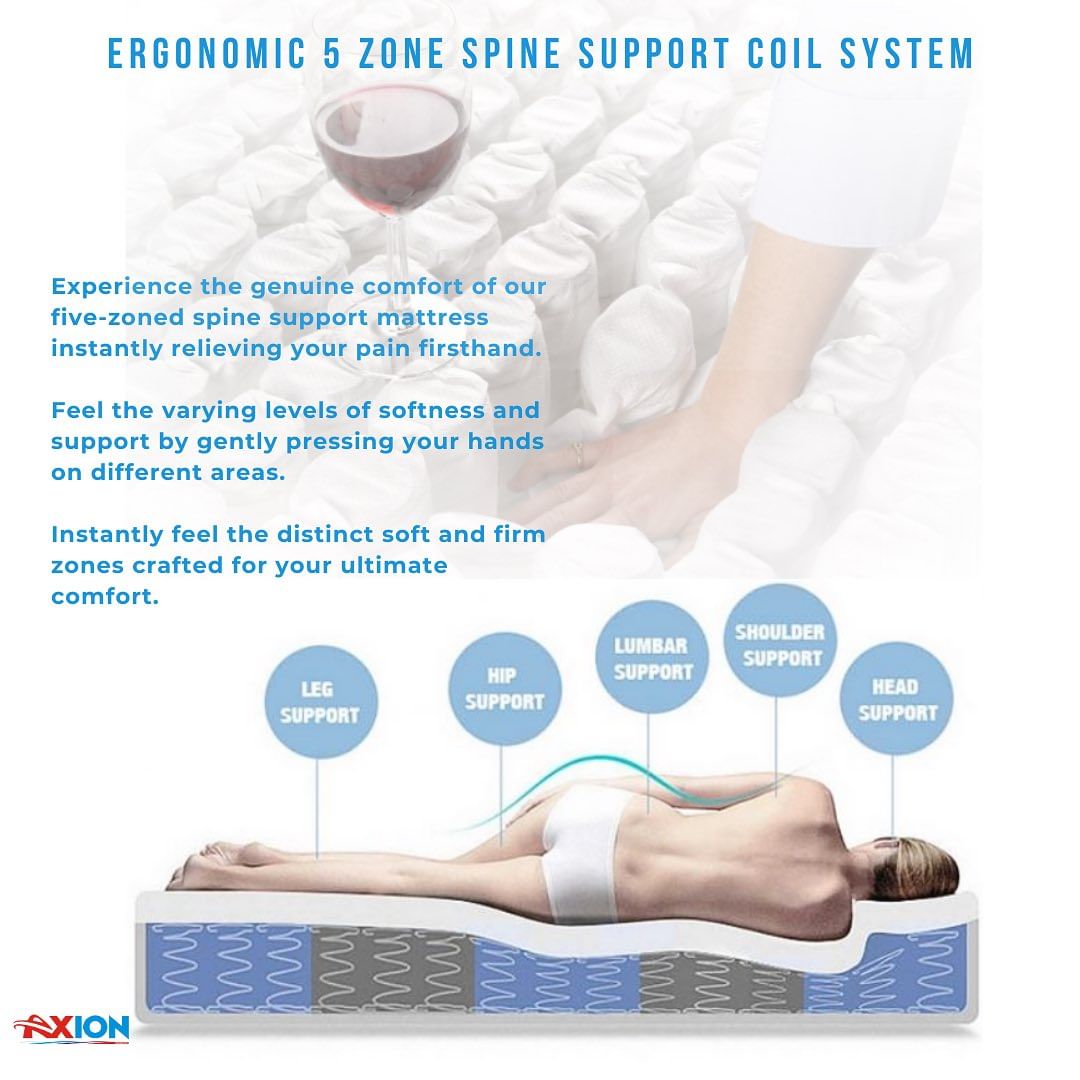 ERGONOMIC 5 ZONE SPINE SUPPORT COIL SYSTEM
Experience the genuine comfort of our
five-zoned spine support mattress
instantly relieving your pain firsthand.
Feel the varying levels of softness and
support by gently pressing your hands
on different areas.
Instantly feel the distinct soft and firm
zones crafted for your ultimate
comfort.
LEG
SUPPORT
HIP
SUPPORT
LUMBAR
SUPPORT
SHOULDER
SUPPORT
HEAD
SUPPORT
AXION